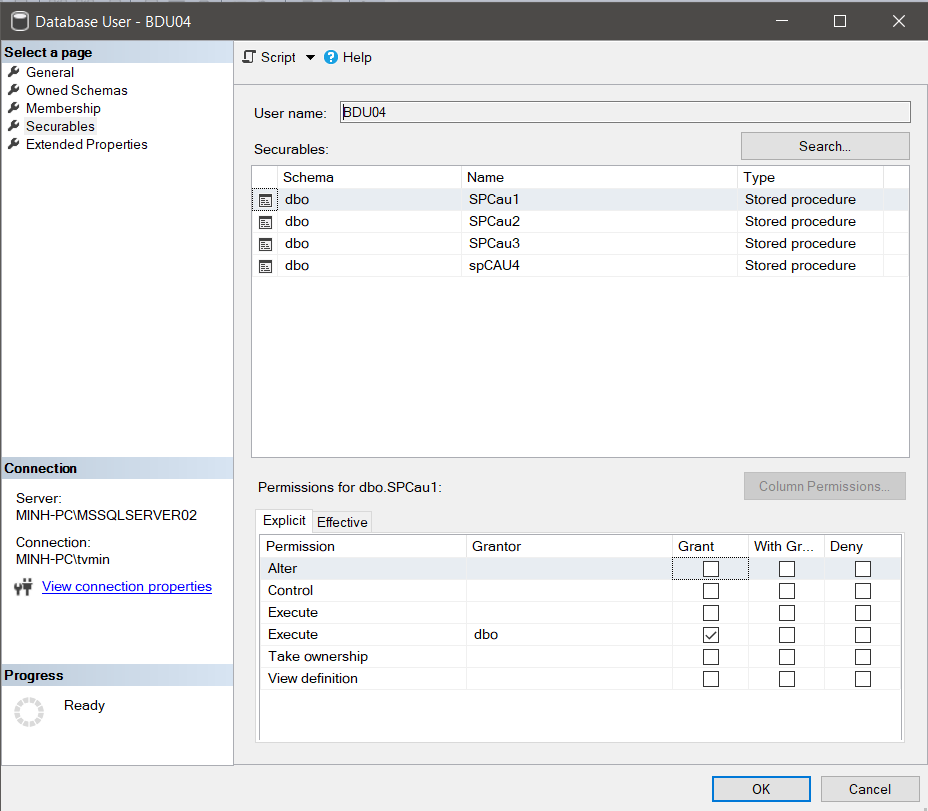 Database User - BDU04
Select a page
General
Owned Schemas
Membership
Securables
Extended Properties
Script Help
User name: BDU04
Securables: Search...
Schema Name Type
dbo SPCau1 Stored procedure
dbo SPCau2 Stored procedure
dbo SPCau3 Stored procedure
dbo spCAU4 Stored procedure
Connection
Server:
MINH-PC\MSSQLSERVER02
Connection:
MINH-PC\tvmin
View connection properties
Progress
Ready
Permissions for dbo.SPCau1: Column Permissions...
Explicit Effective
Permission Grantor Grant With Gr... Deny
Alter
Control
Execute
Execute dbo
Take ownership
View definition
OK Cancel